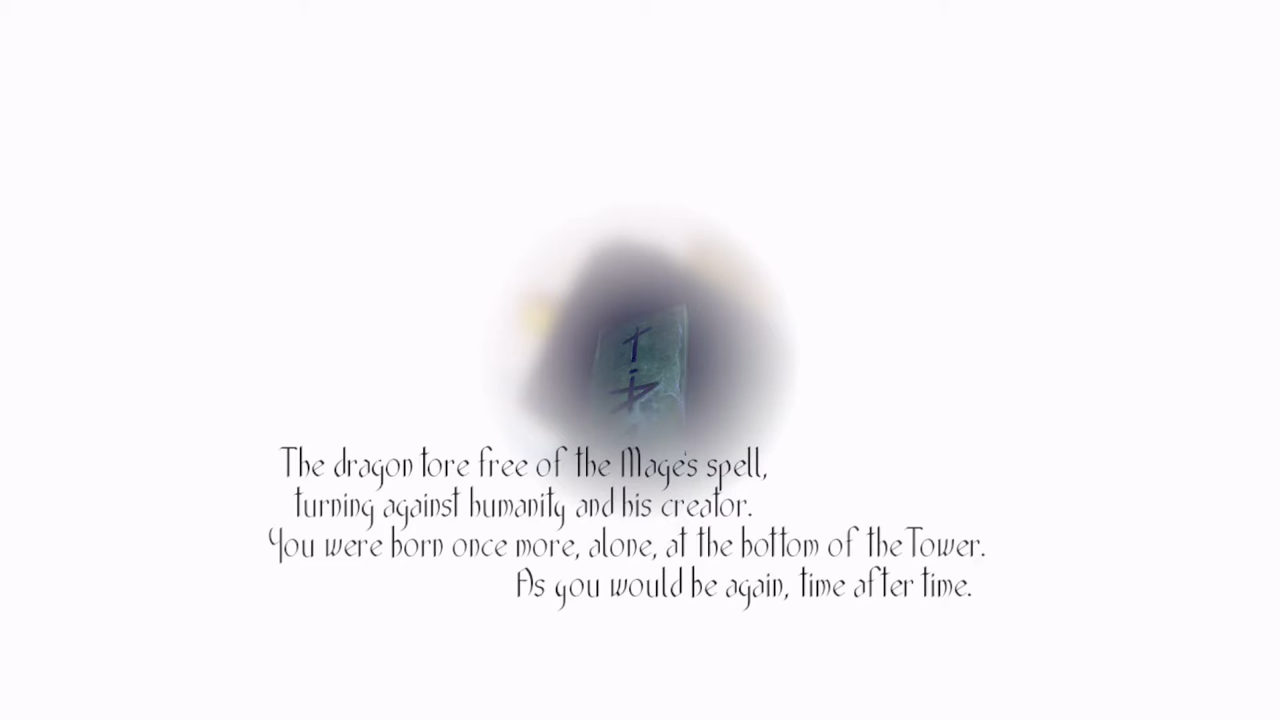 The dragon tore free of the Mage's spell,
turning against humanity and his creator.
You were born once more, alone, at the bottom of the Tower.
As you would be again, time after time.